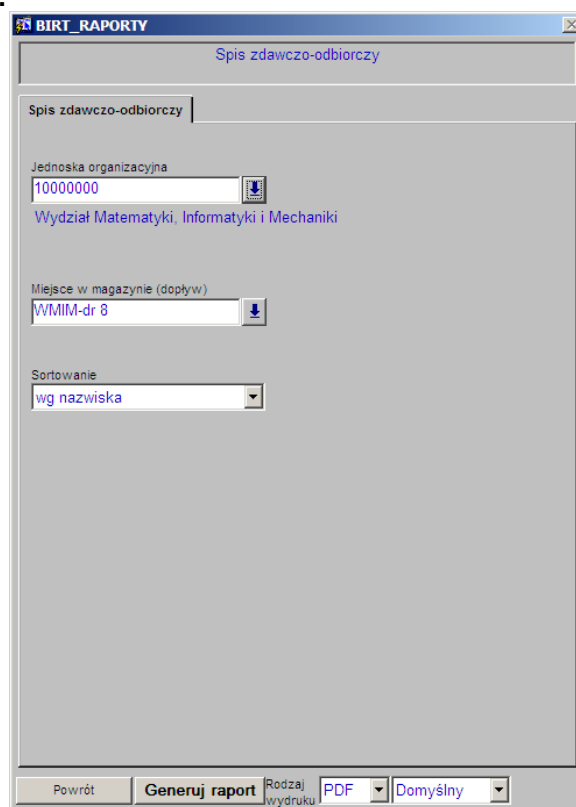 BIRT_RAPORTY
Spis zdawczo-odbiorczy
Spis zdawczo-odbiorczy
Jednoska organizacyjna
10000000
Wydział Matematyki, Informatyki i Mechaniki
Miejsce w magazynie (dopływ)
WMIM-dr 8
Sortowanie
wg nazwiska
Powrót Generuj raport Rodzaj wydruku PDF Domyślny